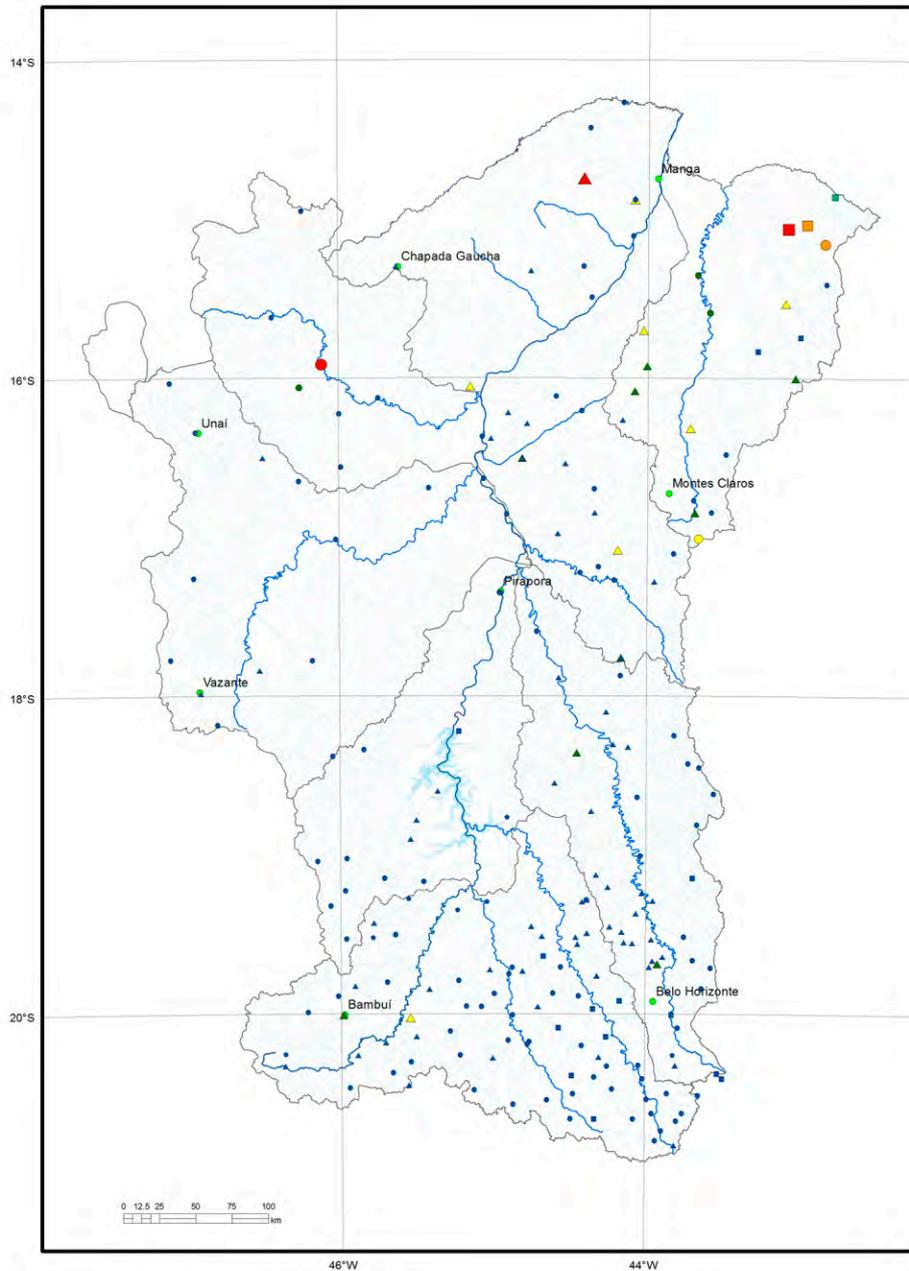 14°S
Manga
Chapada Gaucha
16°S
Unaí
Montes Claros
Pirapora
Vazante
18°S
Belo Horizonte
Bambuí
20°S
0 12.5 25 50 75 100
km
46°W 44°W